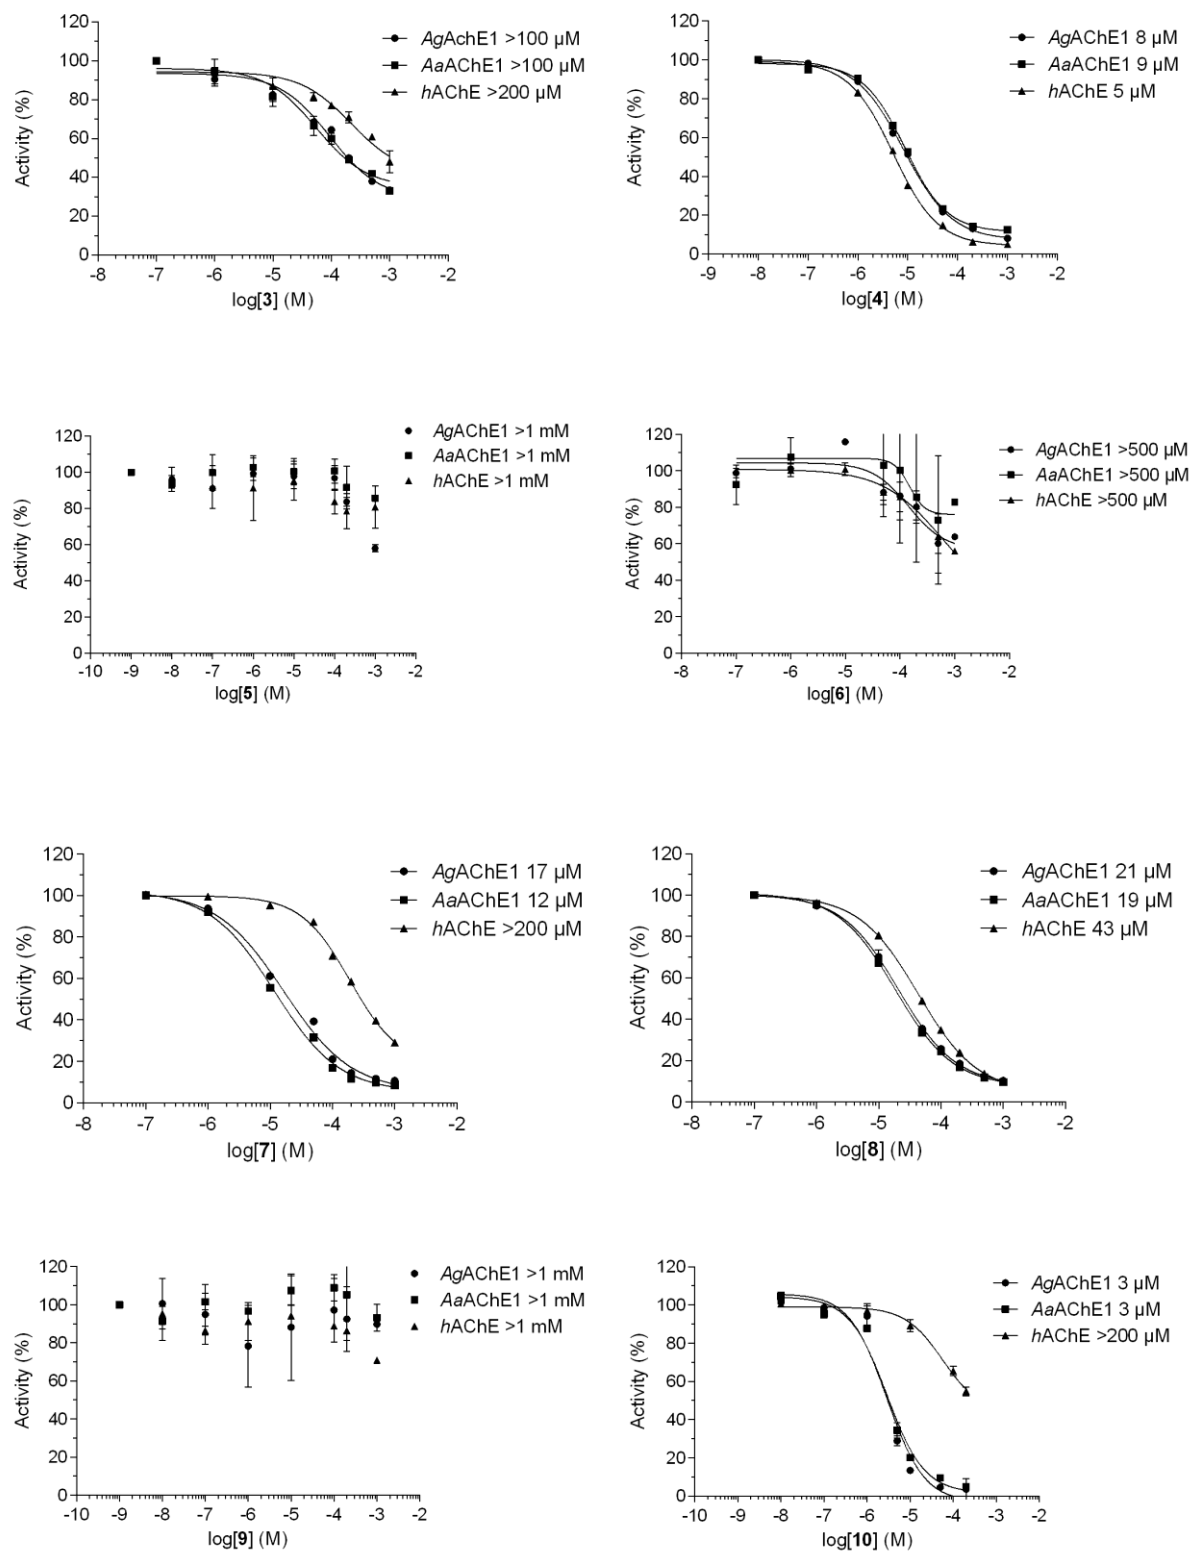 120
100
80
60
40
20
0
Activity (%)
-8 -7 -6 -5 -4 -3 -2
log[3] (M)
AgAchE1 >100 µM
AaAChE1 >100 µM
hAChE >200 µM
120
100
80
60
40
20
0
Activity (%)
-9 -8 -7 -6 -5 -4 -3 -2
log[4] (M)
AgAChE1 8 µM
AaAChE1 9 µM
hAChE 5 µM
120
100
80
60
40
20
0
Activity (%)
-10 -9 -8 -7 -6 -5 -4 -3 -2
log[5] (M)
AgAChE1 >1 mM
AaAChE1 >1 mM
hAChE >1 mM
120
100
80
60
40
20
0
Activity (%)
-8 -7 -6 -5 -4 -3 -2
log[6] (M)
AgAChE1 >500 µM
AaAChE1 >500 µM
hAChE >500 µM
120
100
80
60
40
20
0
Activity (%)
-8 -7 -6 -5 -4 -3 -2
log[7] (M)
AgAChE1 17 µM
AaAChE1 12 µM
hAChE >200 µM
120
100
80
60
40
20
0
Activity (%)
-8 -7 -6 -5 -4 -3 -2
log[8] (M)
AgAChE1 21 µM
AaAChE1 19 µM
hAChE 43 µM
120
100
80
60
40
20
0
Activity (%)
-10 -9 -8 -7 -6 -5 -4 -3 -2
log[9] (M)
AgAChE1 >1 mM
AaAChE1 >1 mM
hAChE >1 mM
120
100
80
60
40
20
0
Activity (%)
-10 -9 -8 -7 -6 -5 -4 -3 -2
log[10] (M)
AgAChE1 3 µM
AaAChE1 3 µM
hAChE >200 µM